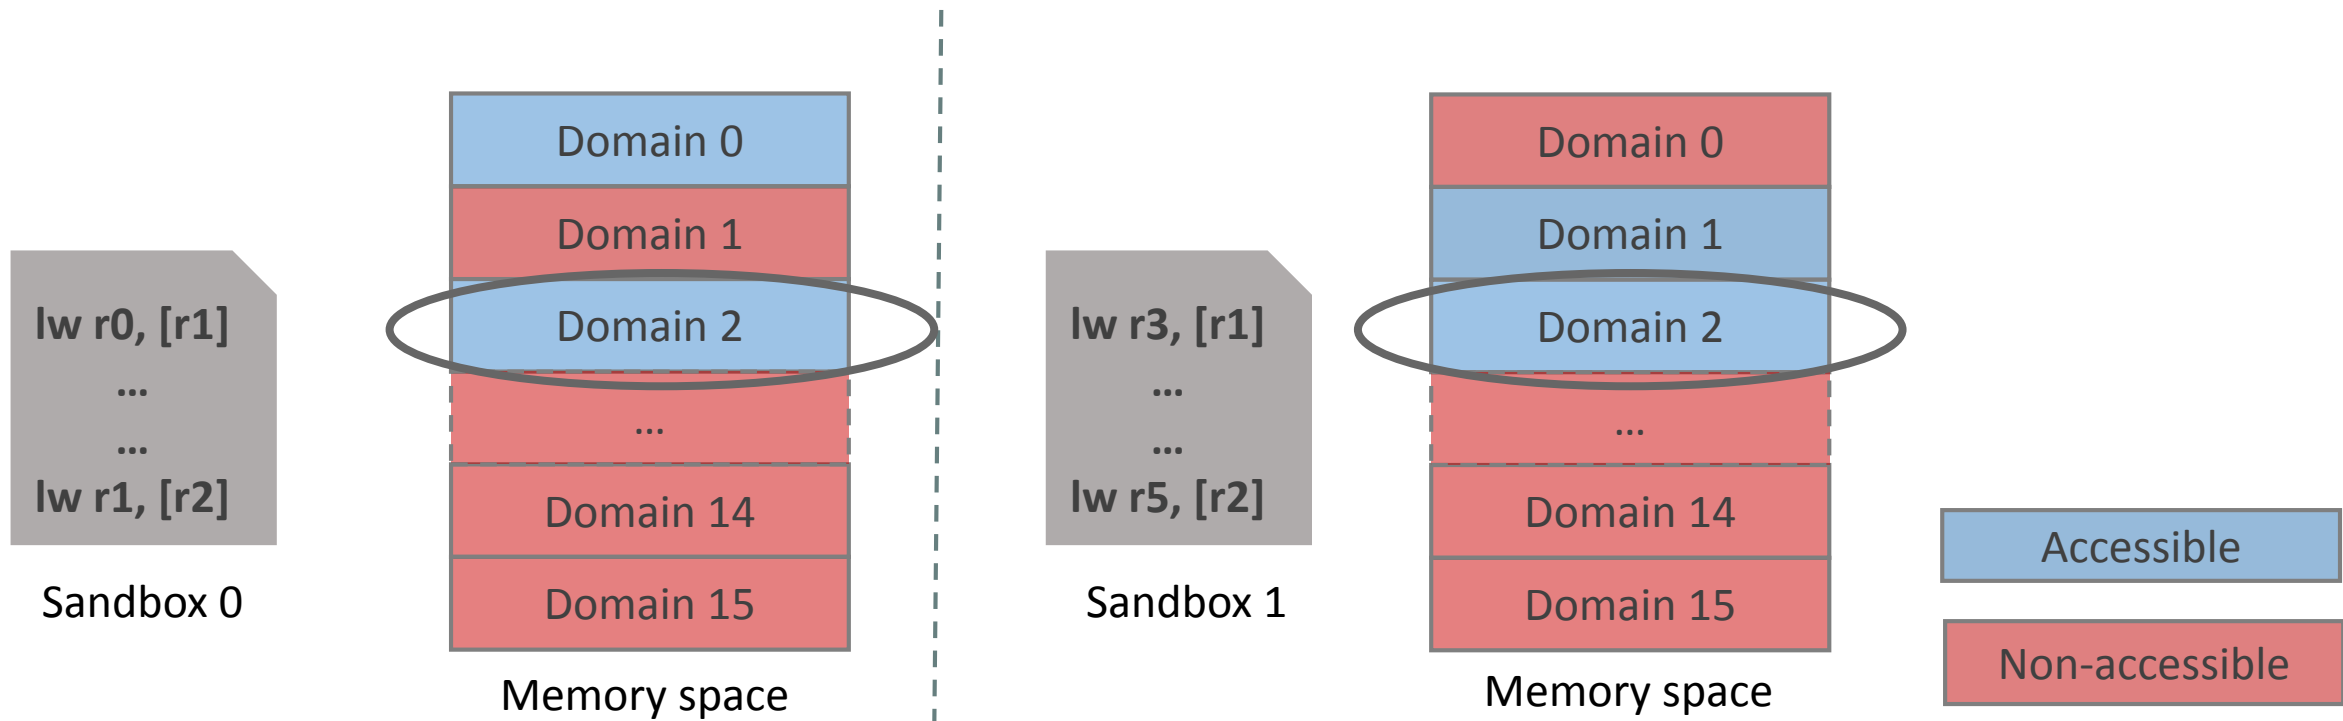 lw r0, [r1]
...
...
lw r1, [r2]
Sandbox 0
Domain 0
Domain 1
Domain 2
...
Domain 14
Domain 15
Memory space
lw r3, [r1]
...
...
lw r5, [r2]
Sandbox 1
Domain 0
Domain 1
Domain 2
...
Domain 14
Domain 15
Memory space
Accessible
Non-accessible